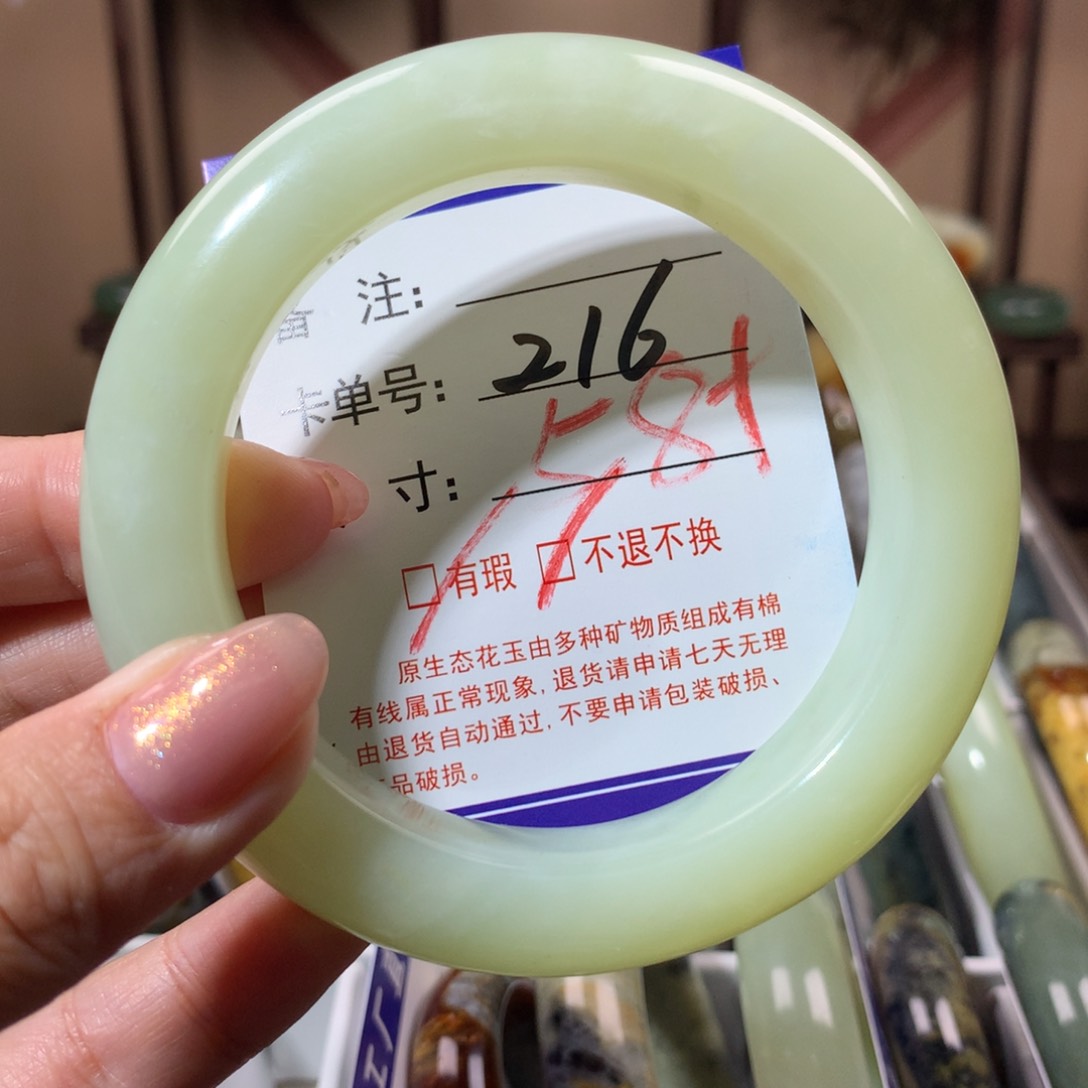 备 注：
卡单号： 216
寸： 581
有瑕 不退不换
原生态花玉由多种矿物质组成有棉
有线属正常现象，退货请申请七天无理
由退货自动通过，不要申请包装破损、
品破损。